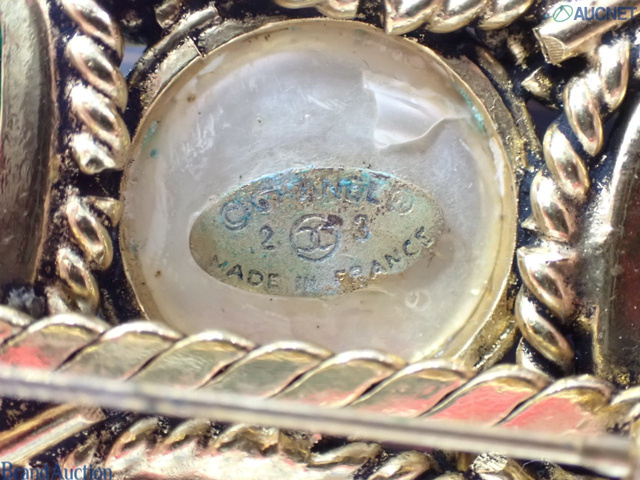 AUCNET
© CHANEL ®
2 3
MADE IN FRANCE
BrandAuction